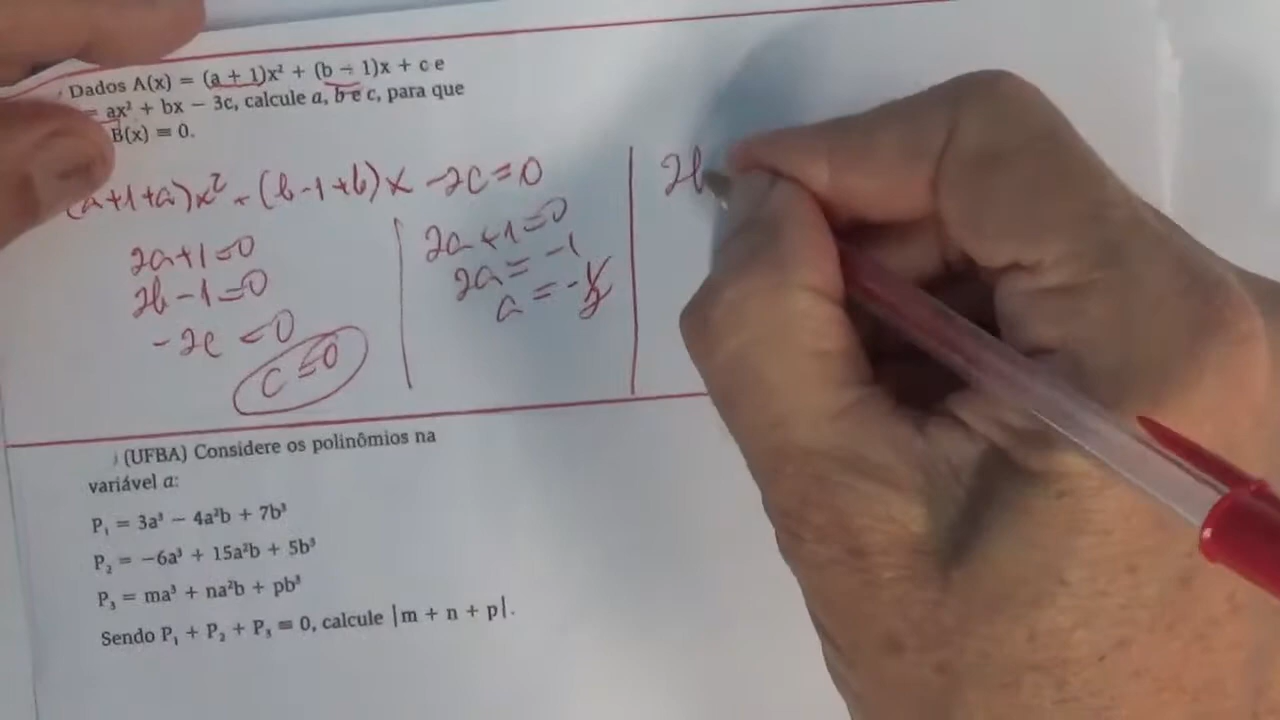 Dados A(x) = (a + 1)x² + (b − 1)x + c e
= ax² + bx − 3c, calcule a, b e c, para que
B(x) ≡ 0.
(a+1+a)x² + (b-1+b)x -2c=0
2a+1=0
2b-1=0
-2c=0
c=0
2a+1=0
2a=-1
a=-1/2
2b
(UFBA) Considere os polinômios na
variável a:
P₁ = 3a³ − 4a²b + 7b³
P₂ = −6a³ + 15a²b + 5b³
P₃ = ma³ + na²b + pb³
Sendo P₁ + P₂ + P₃ ≡ 0, calcule |m + n + p|.